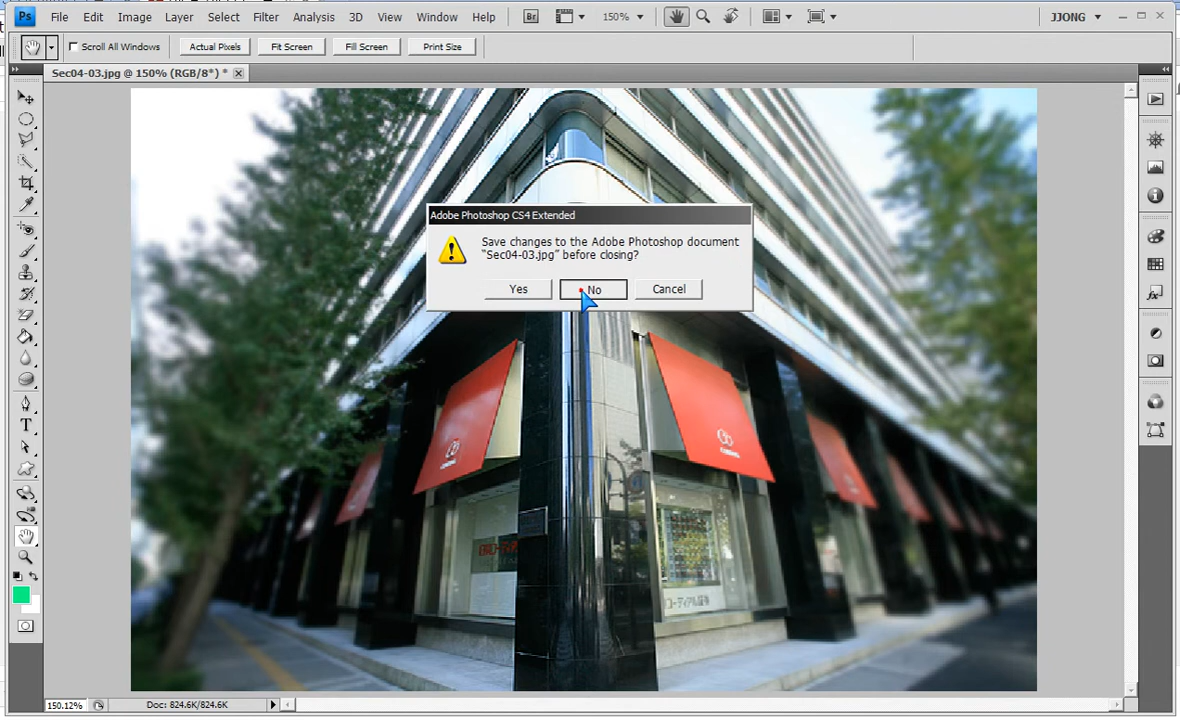 Ps File Edit Image Layer Select Filter Analysis 3D View Window Help Br 150% JJONG
Scroll All Windows Actual Pixels Fit Screen Fill Screen Print Size
Sec04-03.jpg @ 150% (RGB/8*) *
Adobe Photoshop CS4 Extended
Save changes to the Adobe Photoshop document
"Sec04-03.jpg" before closing?
Yes No Cancel
150.12% Doc: 824.6K/824.6K